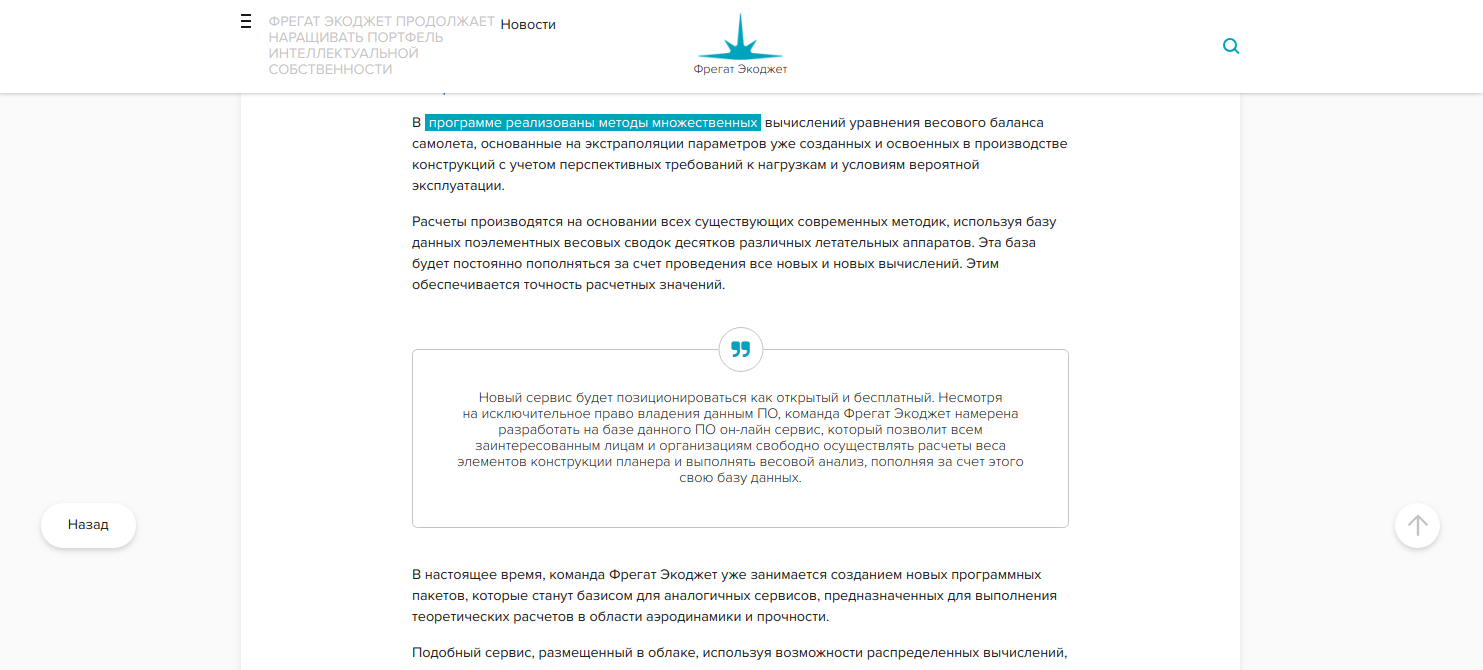 ФРЕГАТ ЭКОДЖЕТ ПРОДОЛЖАЕТ
НАРАЩИВАТЬ ПОРТФЕЛЬ
ИНТЕЛЛЕКТУАЛЬНОЙ
СОБСТВЕННОСТИ
Новости
Фрегат Экоджет
В программе реализованы методы множественных вычислений уравнения весового баланса
самолета, основанные на экстраполяции параметров уже созданных и освоенных в производстве
конструкций с учетом перспективных требований к нагрузкам и условиям вероятной
эксплуатации.
Расчеты производятся на основании всех существующих современных методик, используя базу
данных поэлементных весовых сводок десятков различных летательных аппаратов. Эта база
будет постоянно пополняться за счет проведения все новых и новых вычислений. Этим
обеспечивается точность расчетных значений.
Новый сервис будет позиционироваться как открытый и бесплатный. Несмотря
на исключительное право владения данным ПО, команда Фрегат Экоджет намерена
разработать на базе данного ПО он-лайн сервис, который позволит всем
заинтересованным лицам и организациям свободно осуществлять расчеты веса
элементов конструкции планера и выполнять весовой анализ, пополняя за счет этого
свою базу данных.
Назад
В настоящее время, команда Фрегат Экоджет уже занимается созданием новых программных
пакетов, которые станут базисом для аналогичных сервисов, предназначенных для выполнения
теоретических расчетов в области аэродинамики и прочности.
Подобный сервис, размещенный в облаке, используя возможности распределенных вычислений,